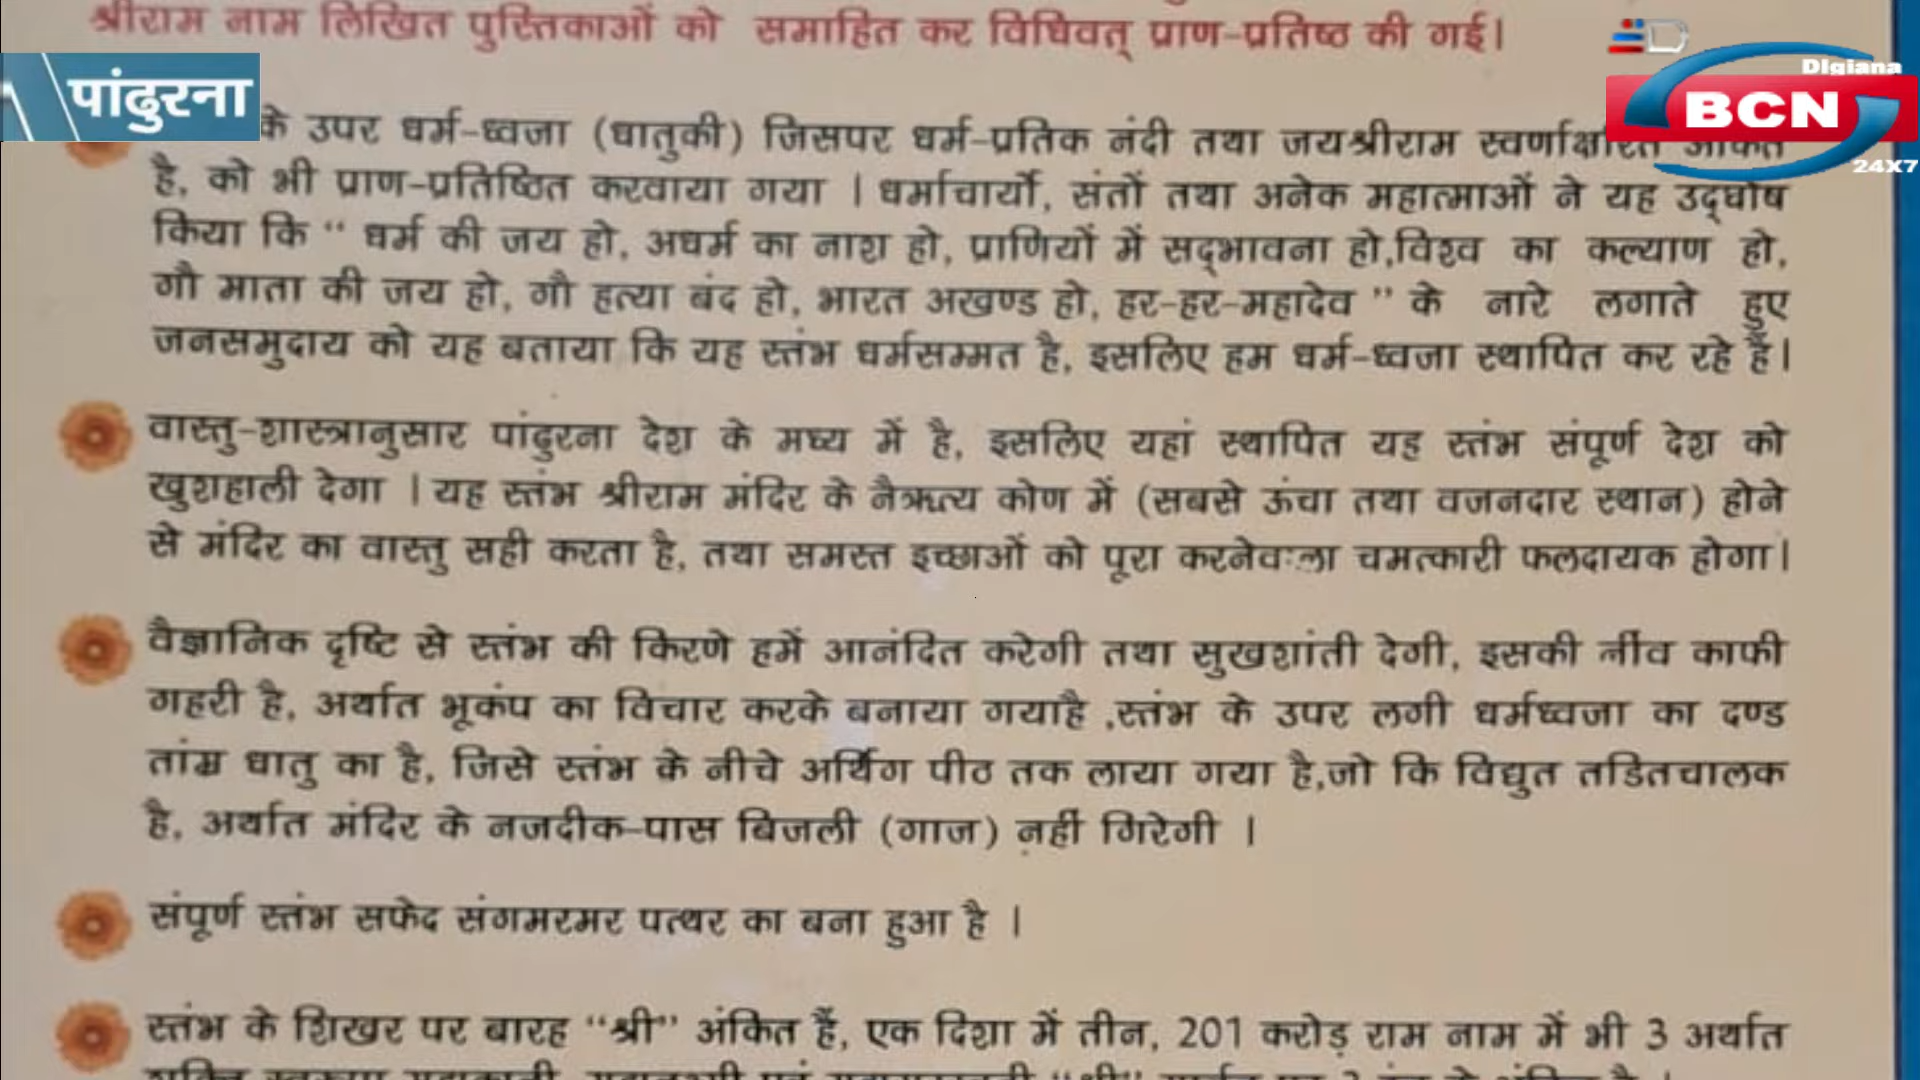 श्रीराम नाम लिखित पुस्तिकाओं को समाहित कर विधिवत् प्राण-प्रतिष्ठ की गई।
पांढुरना
Digiana
BCN
24X7
के उपर धर्म-ध्वजा (धातुकी) जिसपर धर्म-प्रतिक नंदी तथा जयश्रीराम स्वर्णाक्षरित अंकित
है, को भी प्राण-प्रतिष्ठित करवाया गया । धर्माचार्यो, संतों तथा अनेक महात्माओं ने यह उद्‌घोष
किया कि “ धर्म की जय हो, अधर्म का नाश हो, प्राणियों में सद्‌भावना हो,विश्व का कल्याण हो,
गौ माता की जय हो, गौ हत्या बंद हो, भारत अखण्ड हो, हर-हर-महादेव ” के नारे लगाते हुए
जनसमुदाय को यह बताया कि यह स्तंभ धर्मसम्मत है, इसलिए हम धर्म-ध्वजा स्थापित कर रहे हैं।
वास्तु-शास्त्रानुसार पांढुरना देश के मध्य में है, इसलिए यहां स्थापित यह स्तंभ संपूर्ण देश को
खुशहाली देगा । यह स्तंभ श्रीराम मंदिर के नैऋत्य कोण में (सबसे ऊंचा तथा वजनदार स्थान) होने
से मंदिर का वास्तु सही करता है, तथा समस्त इच्छाओं को पूरा करनेवाला चमत्कारी फलदायक होगा।
वैज्ञानिक दृष्टि से स्तंभ की किरणे हमें आनंदित करेगी तथा सुखशांती देगी, इसकी नींव काफी
गहरी है, अर्थात भूकंप का विचार करके बनाया गयाहै ,स्तंभ के उपर लगी धर्मध्वजा का दण्ड
तांम्र धातु का है, जिसे स्तंभ के नीचे अर्थिग पीठ तक लाया गया है,जो कि विद्युत तडितचालक
है, अर्थात मंदिर के नजदीक-पास बिजली (गाज) नहीं गिरेगी ।
संपूर्ण स्तंभ सफेद संगमरमर पत्थर का बना हुआ है ।
स्तंभ के शिखर पर बारह “श्री” अंकित हैं, एक दिशा में तीन, 201 करोड़ राम नाम में भी 3 अर्थात